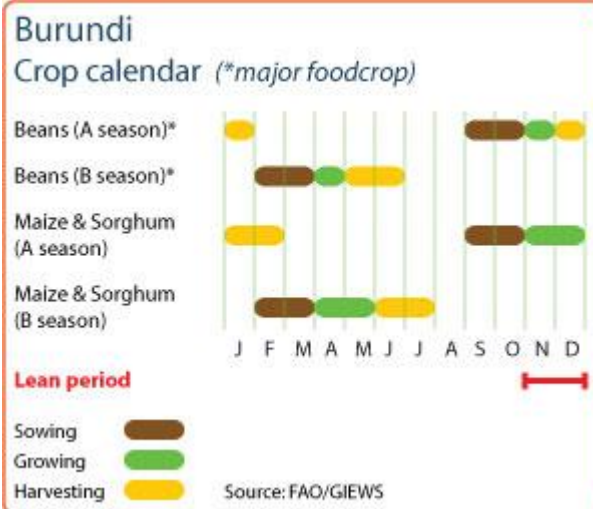 Burundi
Crop calendar (*major foodcrop)
Beans (A season)*
Beans (B season)*
Maize & Sorghum
(A season)
Maize & Sorghum
(B season)
J F M A M J J A S O N D
Lean period
Sowing
Growing
Harvesting
Source: FAO/GIEWS